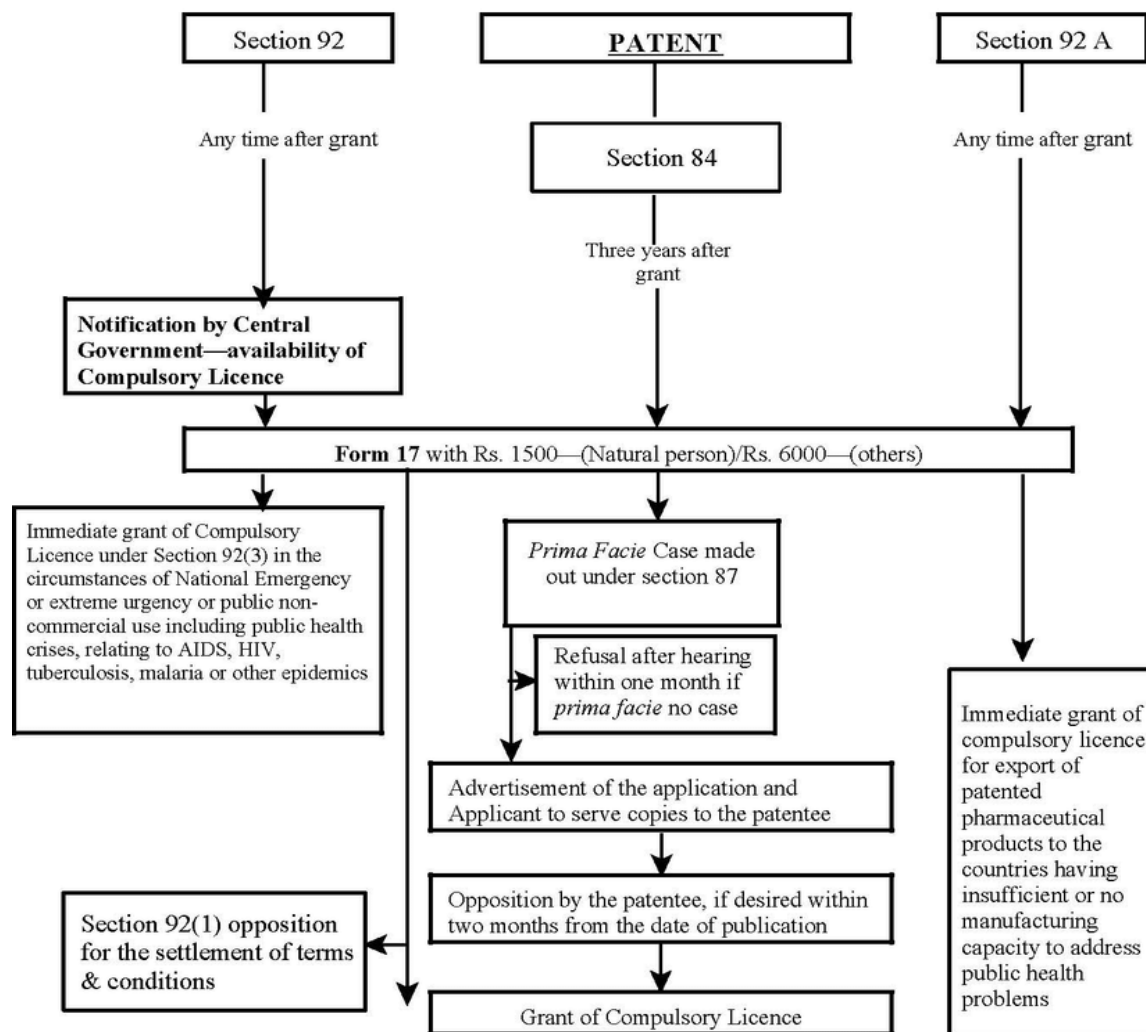 Section 92
PATENT
Section 92 A
Any time after grant
Section 84
Any time after grant
Three years after
grant
Notification by Central
Government—availability of
Compulsory Licence
Form 17 with Rs. 1500—(Natural person)/Rs. 6000—(others)
Immediate grant of Compulsory
Licence under Section 92(3) in the
circumstances of National Emergency
or extreme urgency or public non-
commercial use including public health
crises, relating to AIDS, HIV,
tuberculosis, malaria or other epidemics
Prima Facie Case made
out under section 87
Refusal after hearing
within one month if
prima facie no case
Advertisement of the application and
Applicant to serve copies to the patentee
Opposition by the patentee, if desired within
two months from the date of publication
Section 92(1) opposition
for the settlement of terms
& conditions
Grant of Compulsory Licence
Immediate grant of
compulsory licence
for export of
patented
pharmaceutical
products to the
countries having
insufficient or no
manufacturing
capacity to address
public health
problems